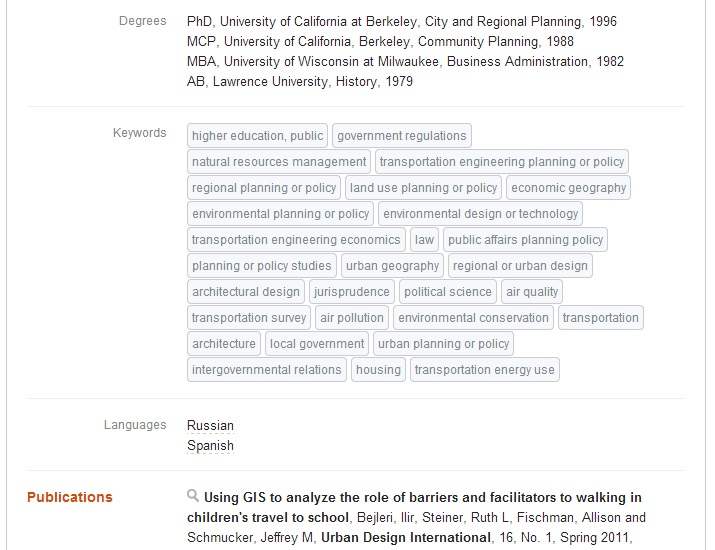 Degrees PhD, University of California at Berkeley, City and Regional Planning, 1996
MCP, University of California, Berkeley, Community Planning, 1988
MBA, University of Wisconsin at Milwaukee, Business Administration, 1982
AB, Lawrence University, History, 1979
Keywords higher education, public government regulations
natural resources management transportation engineering planning or policy
regional planning or policy land use planning or policy economic geography
environmental planning or policy environmental design or technology
transportation engineering economics law public affairs planning policy
planning or policy studies urban geography regional or urban design
architectural design jurisprudence political science air quality
transportation survey air pollution environmental conservation transportation
architecture local government urban planning or policy
intergovernmental relations housing transportation energy use
Languages Russian
Spanish
Publications Using GIS to analyze the role of barriers and facilitators to walking in
children's travel to school, Bejleri, Ilir, Steiner, Ruth L, Fischman, Allison and
Schmucker, Jeffrey M, Urban Design International, 16, No. 1, Spring 2011,